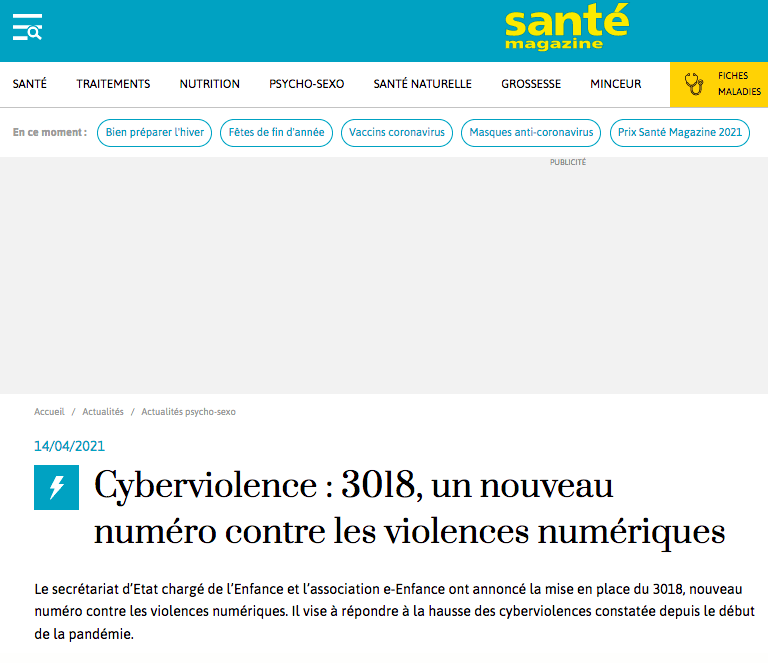 santé
magazine
SANTÉ TRAITEMENTS NUTRITION PSYCHO-SEXO SANTÉ NATURELLE GROSSESSE MINCEUR FICHES
MALADIES
En ce moment : Bien préparer l'hiver Fêtes de fin d'année Vaccins coronavirus Masques anti-coronavirus Prix Santé Magazine 2021
PUBLICITÉ
Accueil / Actualités / Actualités psycho-sexo
14/04/2021
Cyberviolence : 3018, un nouveau
numéro contre les violences numériques
Le secrétariat d’Etat chargé de l’Enfance et l’association e-Enfance ont annoncé la mise en place du 3018, nouveau
numéro contre les violences numériques. Il vise à répondre à la hausse des cyberviolences constatée depuis le début
de la pandémie.